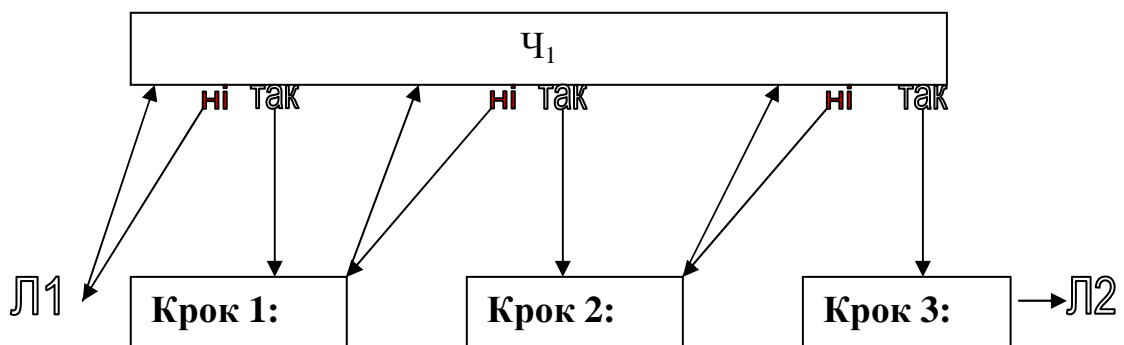 Ч₁
ні так ні так ні так
Л1 Крок 1: Крок 2: Крок 3: Л2